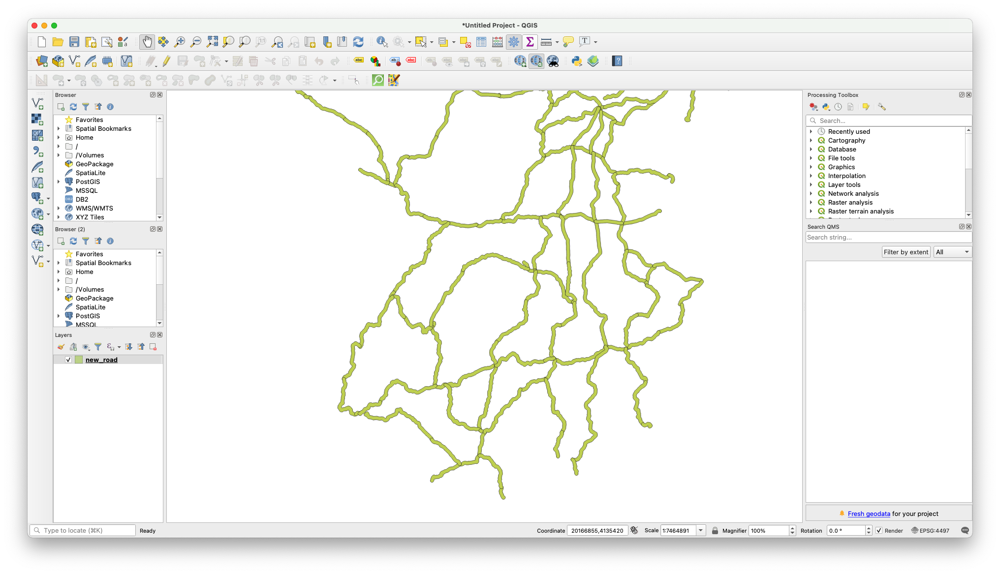 *Untitled Project - QGIS
Browser
Favorites
Spatial Bookmarks
Home
/
/Volumes
GeoPackage
SpatiaLite
PostGIS
MSSQL
DB2
WMS/WMTS
XYZ Tiles
Browser (2)
Favorites
Spatial Bookmarks
Home
/
/Volumes
GeoPackage
SpatiaLite
PostGIS
MSSQL
Layers
new_road
Processing Toolbox
Search...
Recently used
Cartography
Database
File tools
Graphics
Interpolation
Layer tools
Network analysis
Raster analysis
Raster terrain analysis
Search QMS
Search string...
Filter by extent All
Fresh geodata for your project
Type to locate (⌘K) Ready Coordinate 20166855,4135420 Scale 1:7464891 Magnifier 100% Rotation 0.0 ° Render EPSG:4497